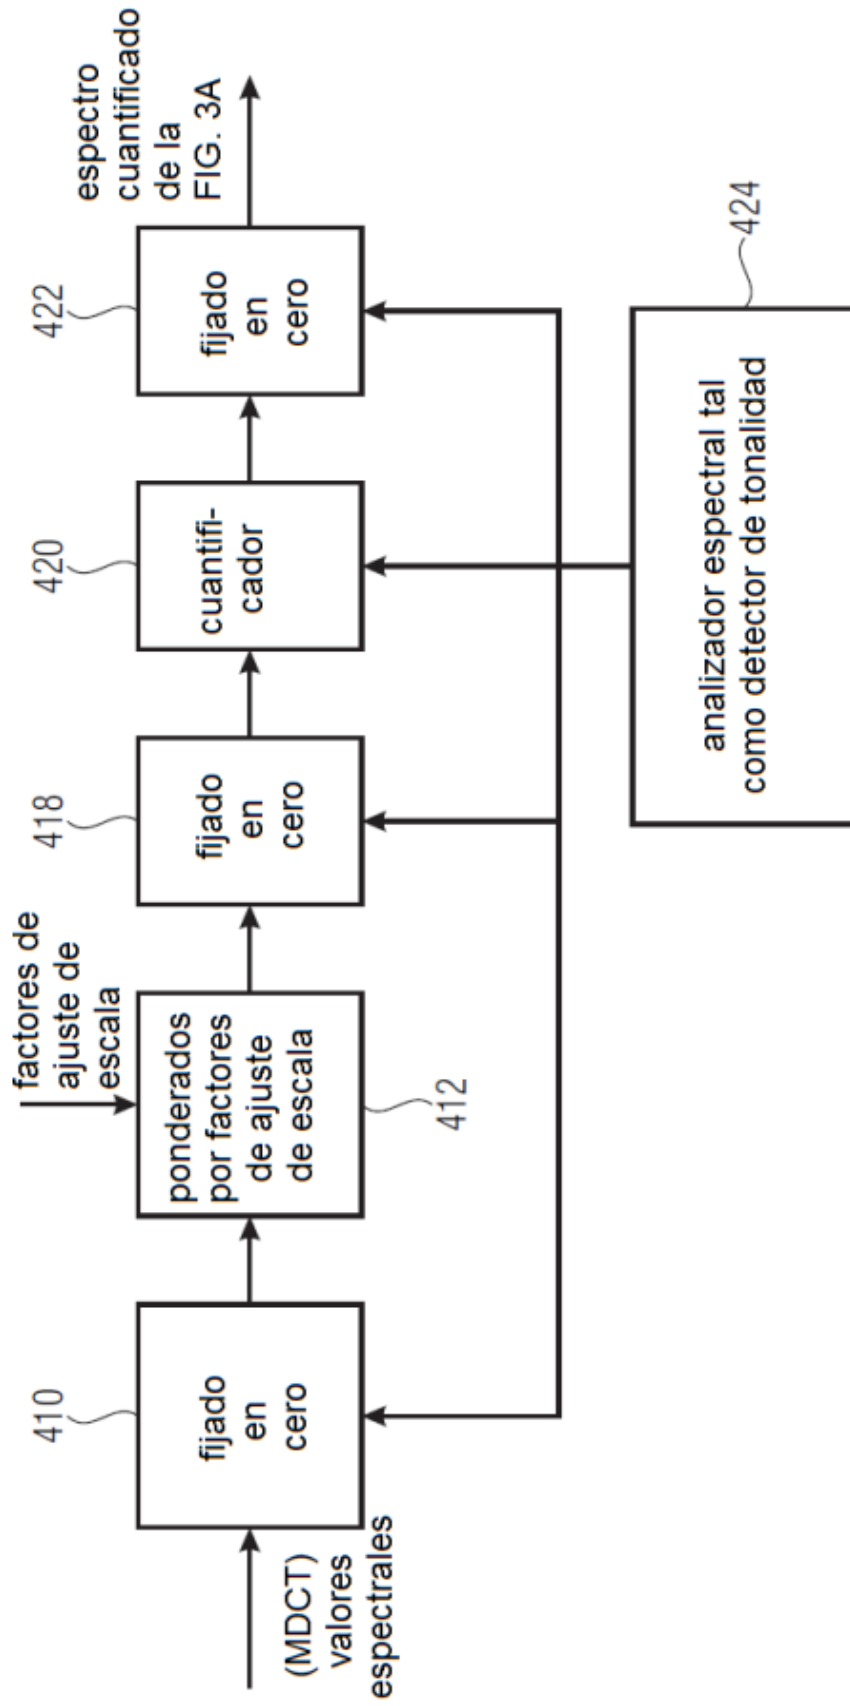 (MDCT)
valores
espectrales
410
fijado
en
cero
factores de
ajuste de
escala
ponderados
por factores
de ajuste
de escala
412
418
fijado
en
cero
420
cuantifi-
cador
422
fijado
en
cero
espectro
cuantificado
de la
FIG. 3A
analizador espectral tal
como detector de tonalidad
424